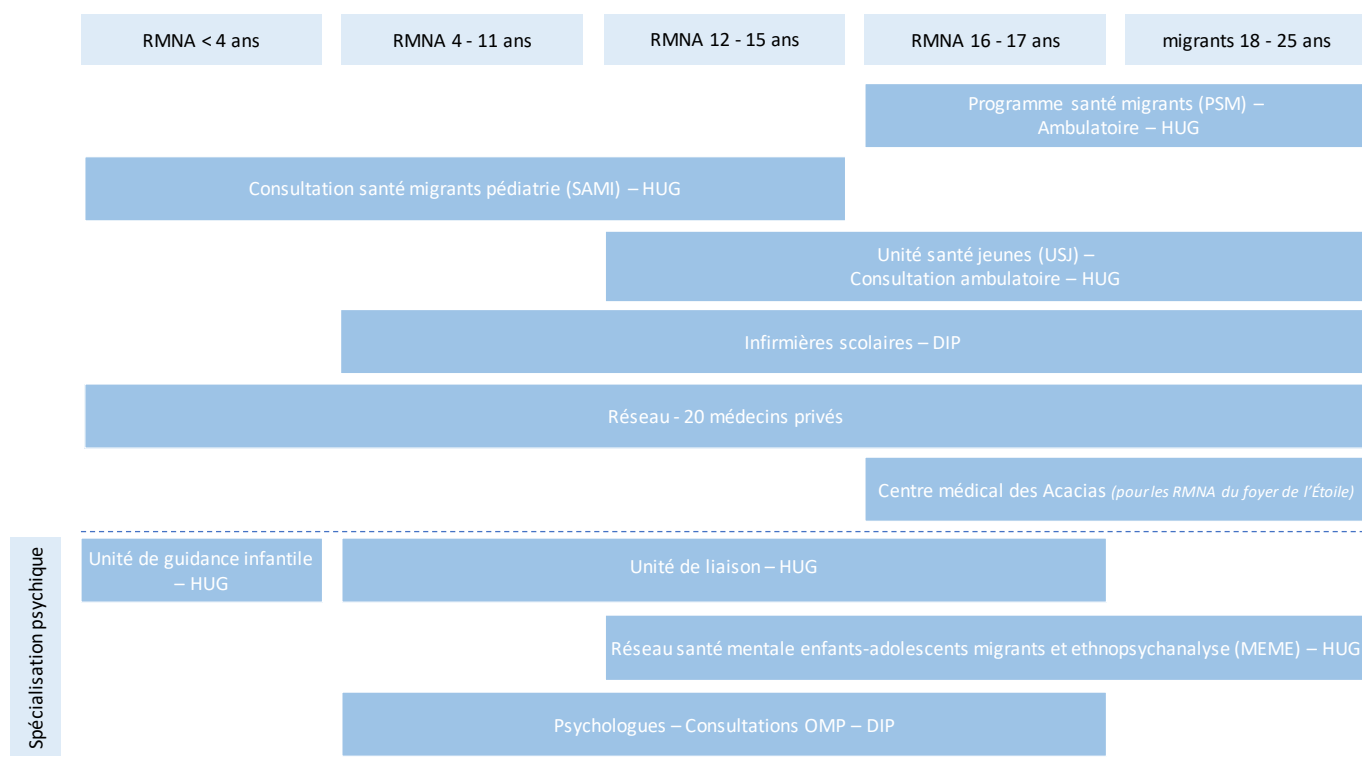 RMNA < 4 ans
RMNA 4 - 11 ans
RMNA 12 - 15 ans
RMNA 16 - 17 ans
migrants 18 - 25 ans
Programme santé migrants (PSM) –
Ambulatoire – HUG
Consultation santé migrants pédiatrie (SAMI) – HUG
Unité santé jeunes (USJ) –
Consultation ambulatoire – HUG
Infirmières scolaires – DIP
Réseau - 20 médecins privés
Centre médical des Acacias (pour les RMNA du foyer de l'Étoile)
Spécialisation psychique
Unité de guidance infantile
– HUG
Unité de liaison – HUG
Réseau santé mentale enfants-adolescents migrants et ethnopsychanalyse (MEME) – HUG
Psychologues – Consultations OMP – DIP